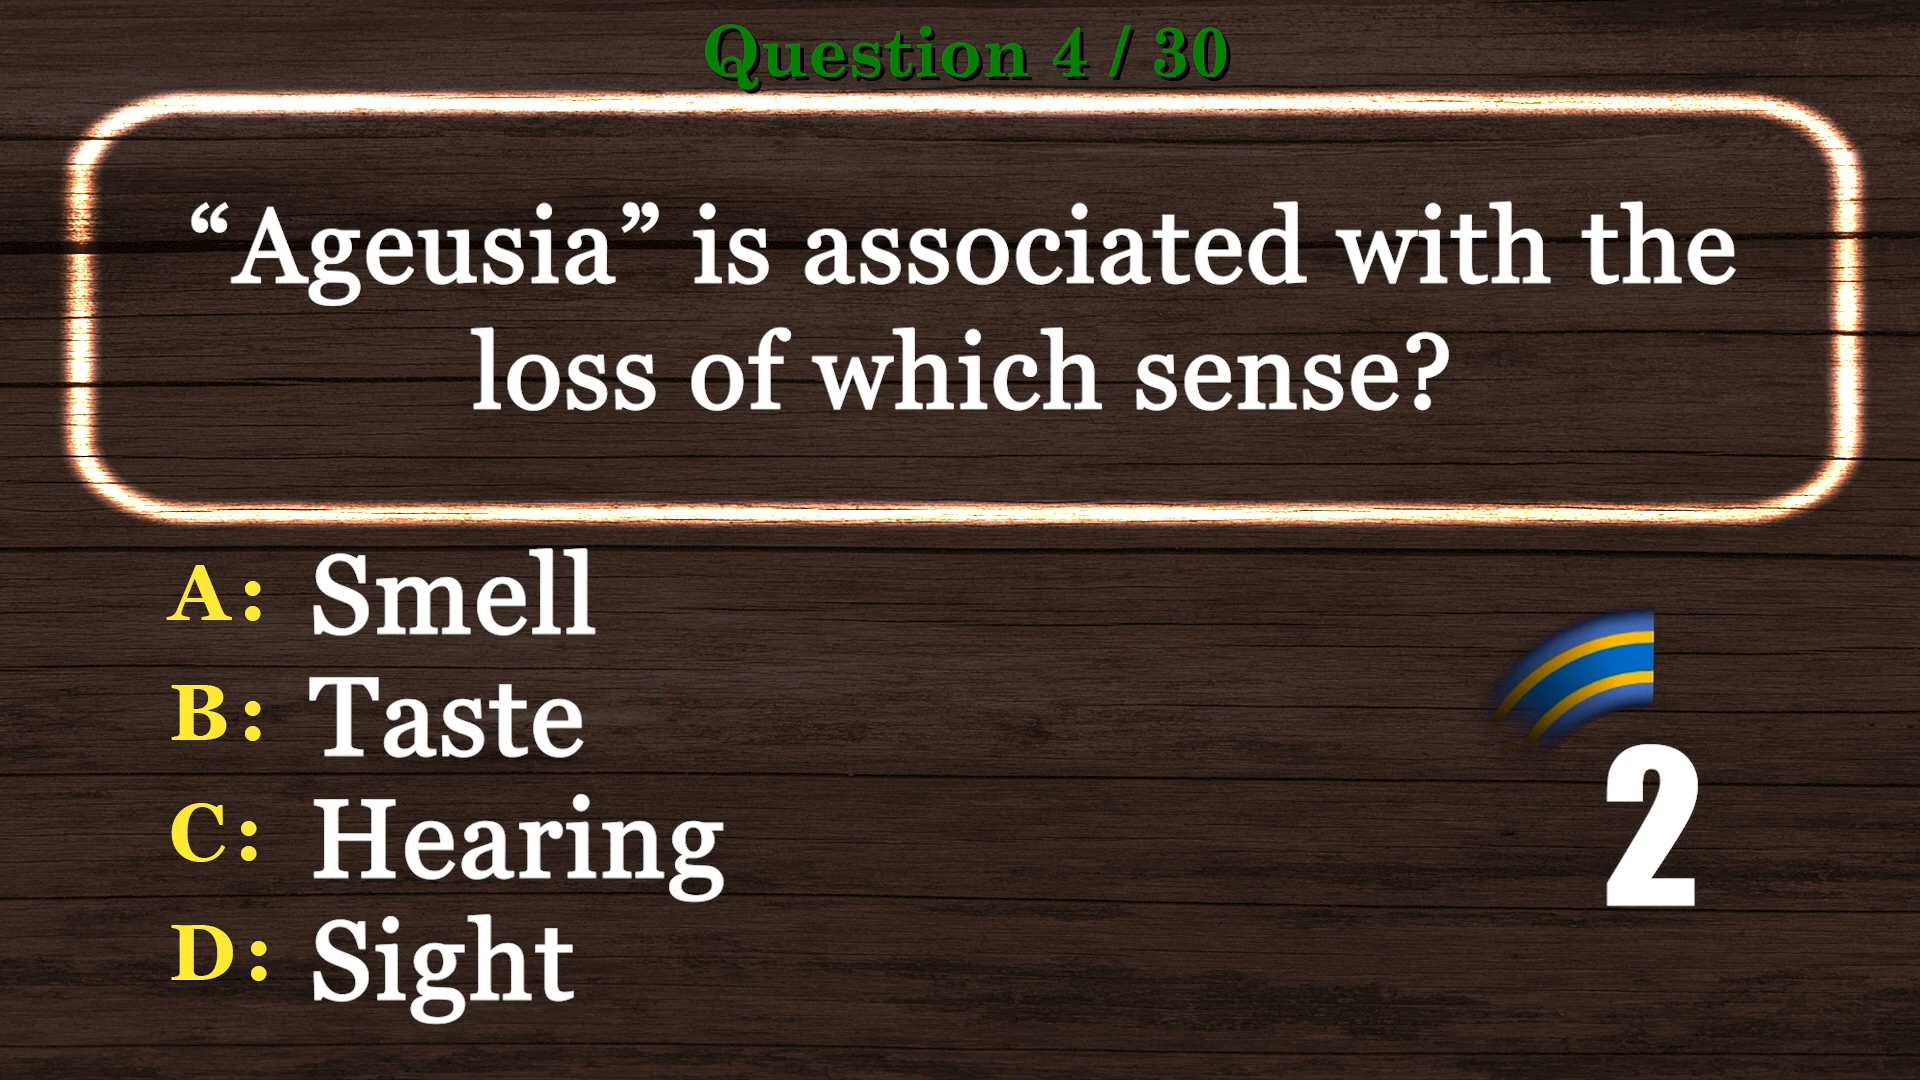 Question 4 / 30
“Ageusia” is associated with the
loss of which sense?
A: Smell
B: Taste
C: Hearing
D: Sight
2